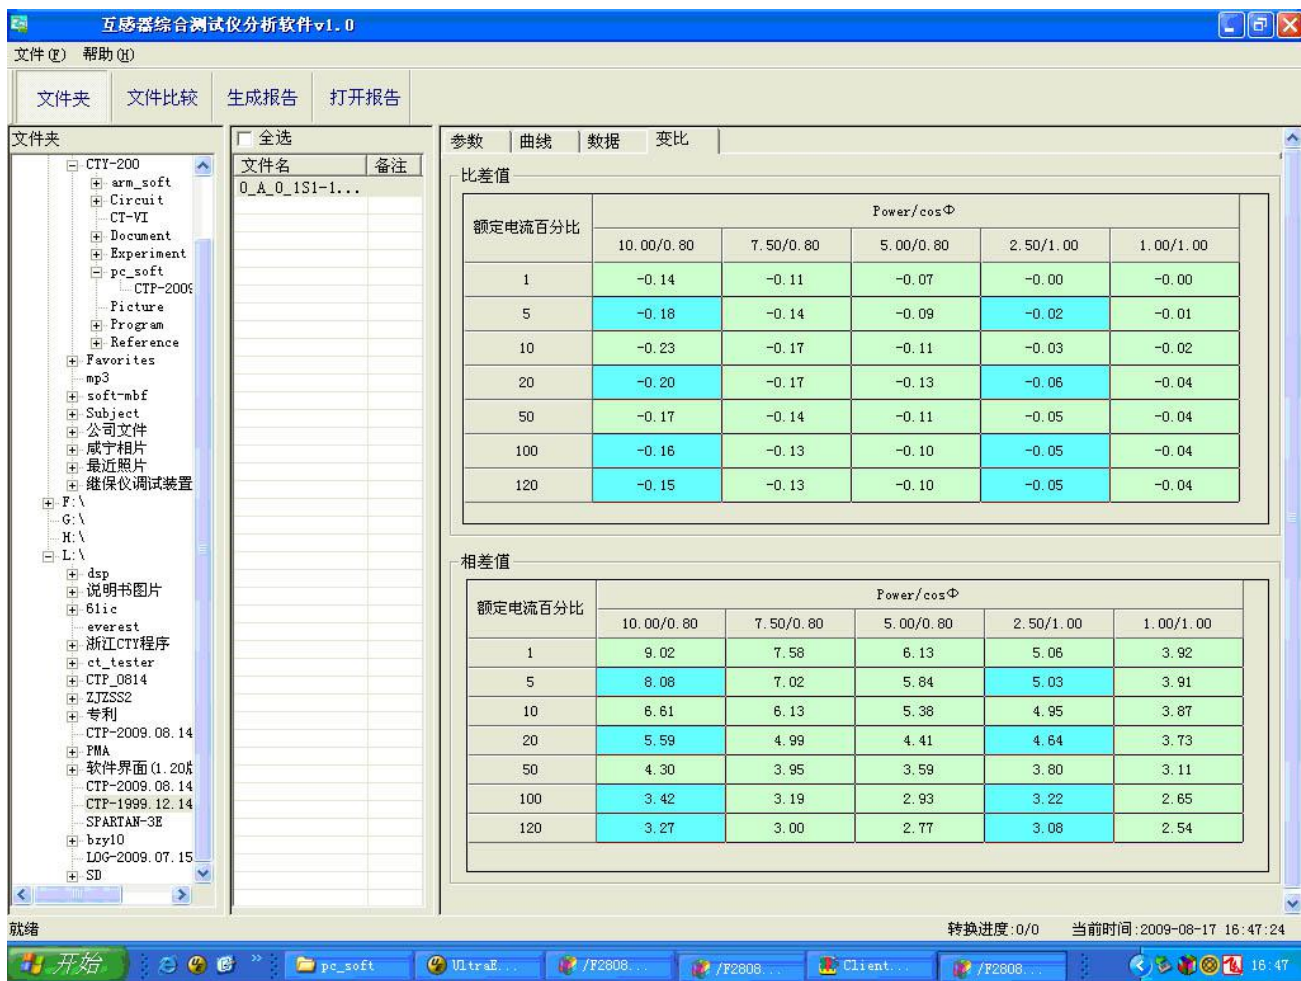 互感器综合测试仪分析软件v1.0
文件(F) 帮助(H)
文件夹 文件比较 生成报告 打开报告
文件夹
CTY-200
arm_soft
Circuit
CT-VI
Document
Experiment
pc_soft
CTP-2009
Picture
Program
Reference
Favorites
mp3
soft-mbf
Subject
公司文件
咸宁相片
最近照片
继保仪调试装置
F:\
G:\
H:\
L:\
dsp
说明书图片
61ic
everest
浙江CTY程序
ct_tester
CTP_0814
ZJZSS2
专利
CTP-2009.08.14
PMA
软件界面(1.20版
CTP-2009.08.14
CTP-1999.12.14
SPARTAN-3E
bzy10
LOG-2009.07.15
SD
全选
文件名 备注
0_A_0_1S1-1...
参数 曲线 数据 变比
比差值
额定电流百分比 Power/cosΦ
10.00/0.80 7.50/0.80 5.00/0.80 2.50/1.00 1.00/1.00
1 -0.14 -0.11 -0.07 -0.00 -0.00
5 -0.18 -0.14 -0.09 -0.02 -0.01
10 -0.23 -0.17 -0.11 -0.03 -0.02
20 -0.20 -0.17 -0.13 -0.06 -0.04
50 -0.17 -0.14 -0.11 -0.05 -0.04
100 -0.16 -0.13 -0.10 -0.05 -0.04
120 -0.15 -0.13 -0.10 -0.05 -0.04
相差值
额定电流百分比 Power/cosΦ
10.00/0.80 7.50/0.80 5.00/0.80 2.50/1.00 1.00/1.00
1 9.02 7.58 6.13 5.06 3.92
5 8.08 7.02 5.84 5.03 3.91
10 6.61 6.13 5.38 4.95 3.87
20 5.59 4.99 4.41 4.64 3.73
50 4.30 3.95 3.59 3.80 3.11
100 3.42 3.19 2.93 3.22 2.65
120 3.27 3.00 2.77 3.08 2.54
就绪 转换进度:0/0 当前时间:2009-08-17 16:47:24
开始 pc_soft UltraE... /F2808... /F2808... Client... /F2808... 16:47